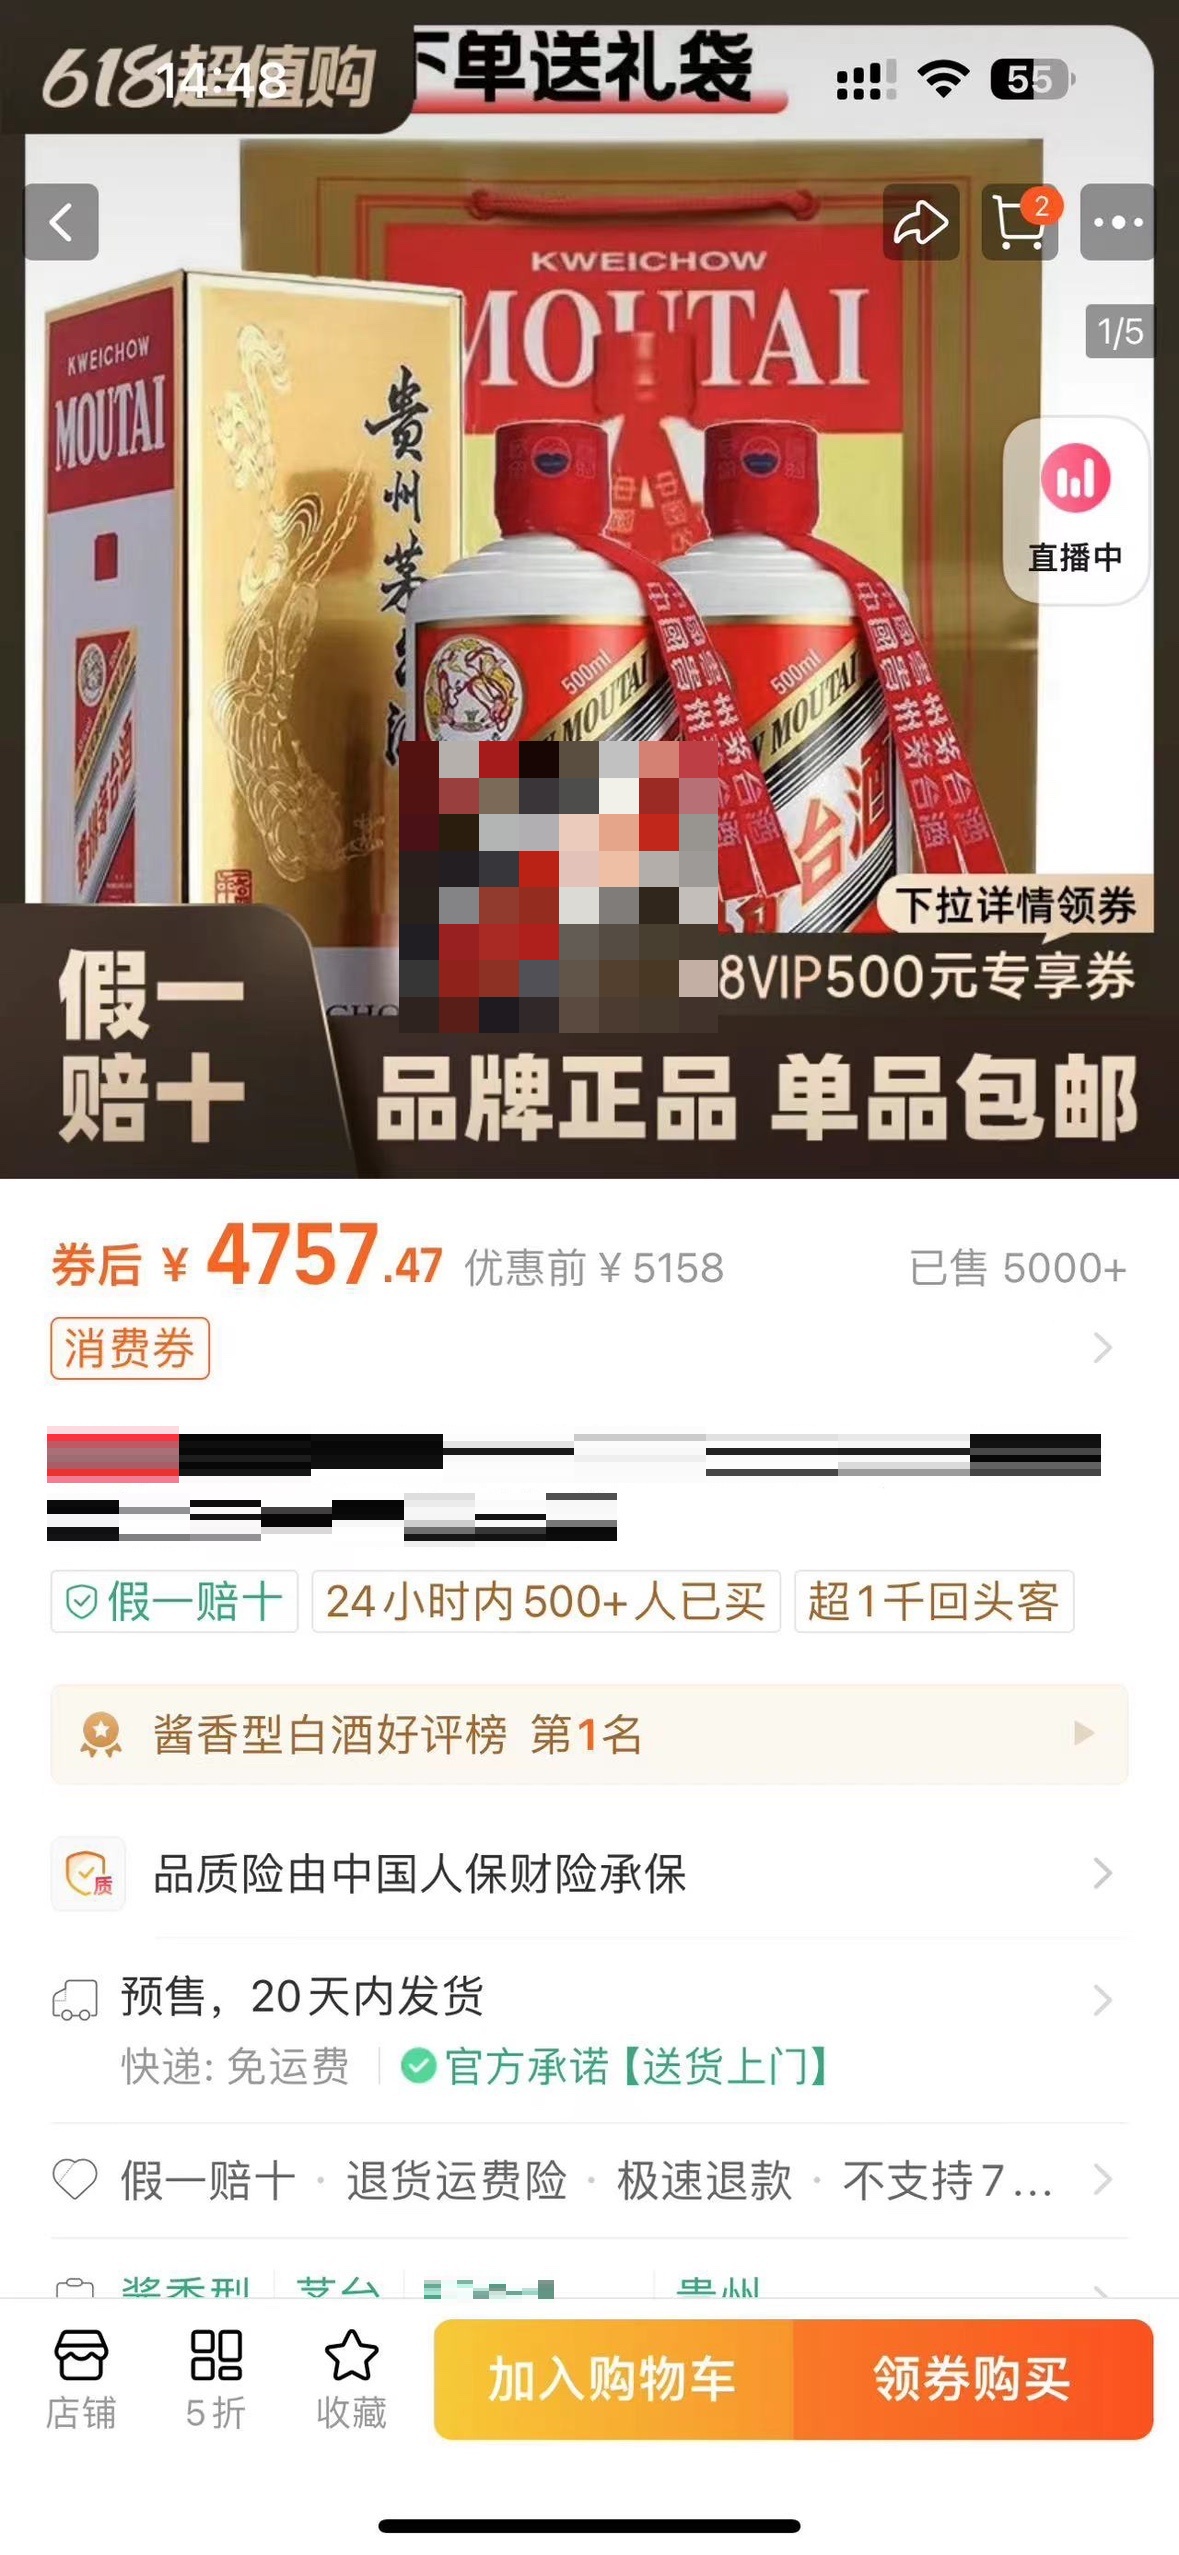 618超值购
14:48
下单送礼袋
55
2
KWEICHOW
MOUTAI
1/5
KWEICHOW
MOUTAI
贵州茅台酒
直播中
500ml
MOUTAI
500ml
MOUTAI
台酒
下拉详情领券
8VIP500元专享券
假一
赔十
品牌正品 单品包邮
券后 ¥ 4757.47 优惠前 ¥ 5158 已售 5000+
消费券
假一赔十 24小时内500+人已买 超1千回头客
酱香型白酒好评榜 第1名
质 品质险由中国人保财险承保
预售，20天内发货
快递: 免运费 官方承诺【送货上门】
假一赔十 · 退货运费险 · 极速退款 · 不支持7...
酱香型 茅台 贵州
店铺 5折 收藏 加入购物车 领券购买